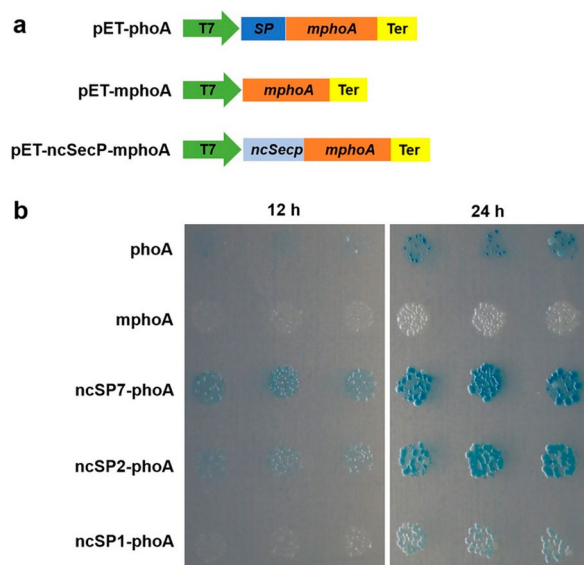 a
pET-phoA T7 SP mphoA Ter
pET-mphoA T7 mphoA Ter
pET-ncSecP-mphoA T7 ncSecp mphoA Ter
b
12 h 24 h
phoA
mphoA
ncSP7-phoA
ncSP2-phoA
ncSP1-phoA